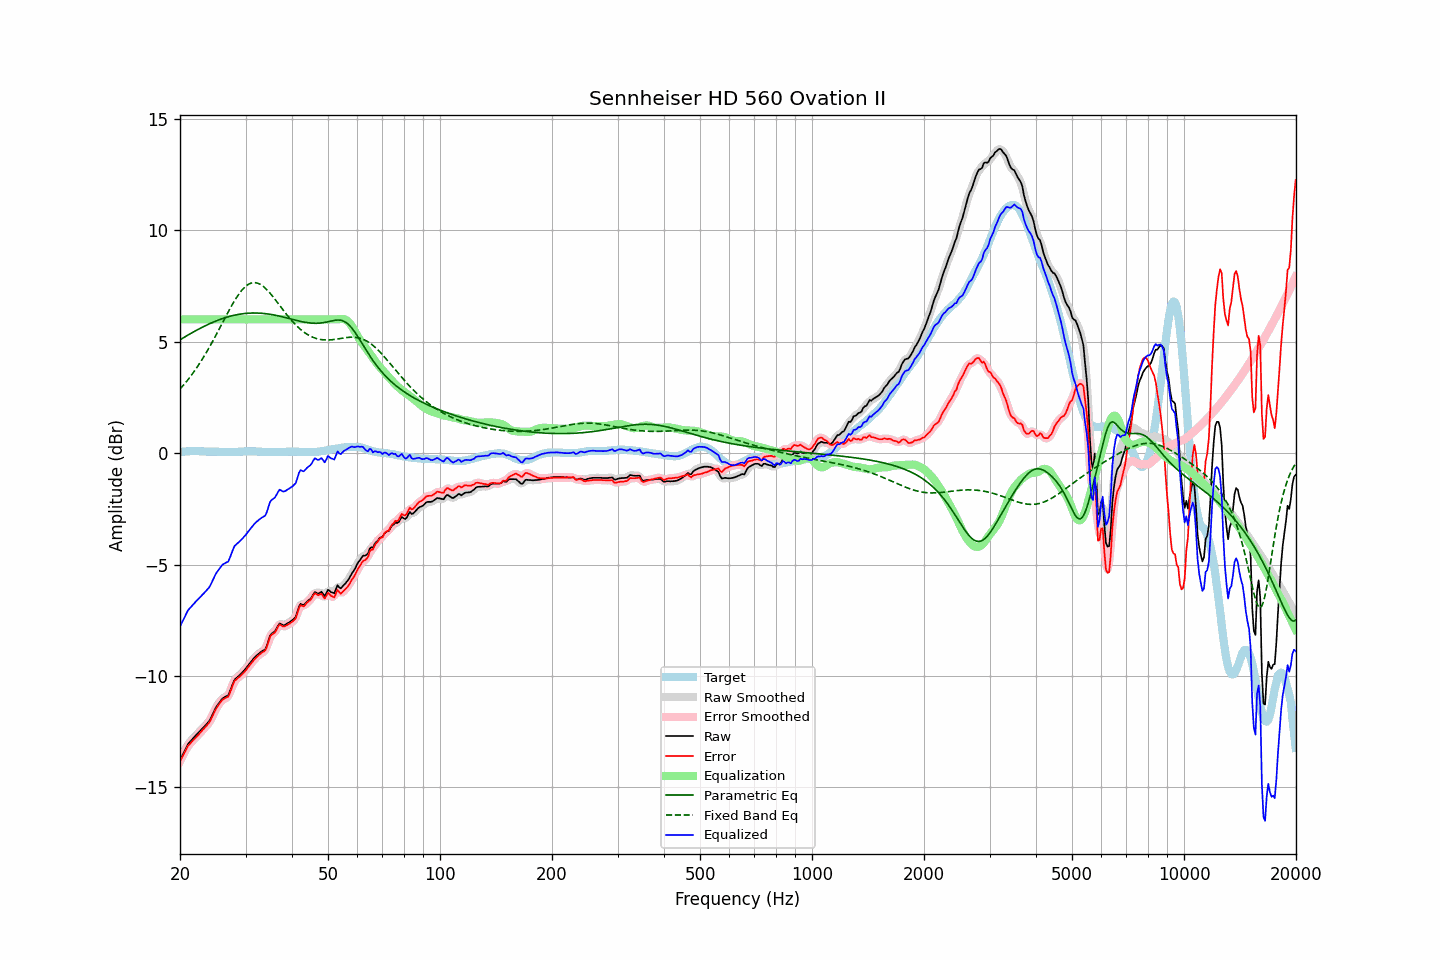 Sennheiser HD 560 Ovation II
15
10
5
0
−5
−10
−15
Amplitude (dBr)
Target
Raw Smoothed
Error Smoothed
Raw
Error
Equalization
Parametric Eq
Fixed Band Eq
Equalized
20 50 100 200 500 1000 2000 5000 10000 20000
Frequency (Hz)